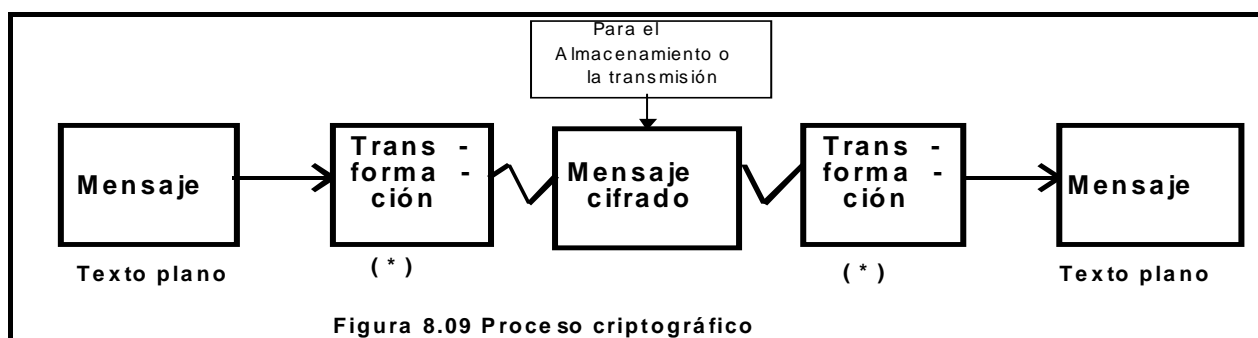 Para el
Almacenamiento o
la transmisión
Mensaje
Trans -
forma -
ción
Mensaje
cifrado
Trans -
forma -
ción
Mensaje
Texto plano
(*)
(*)
Texto plano
Figura 8.09 Proceso criptográfico